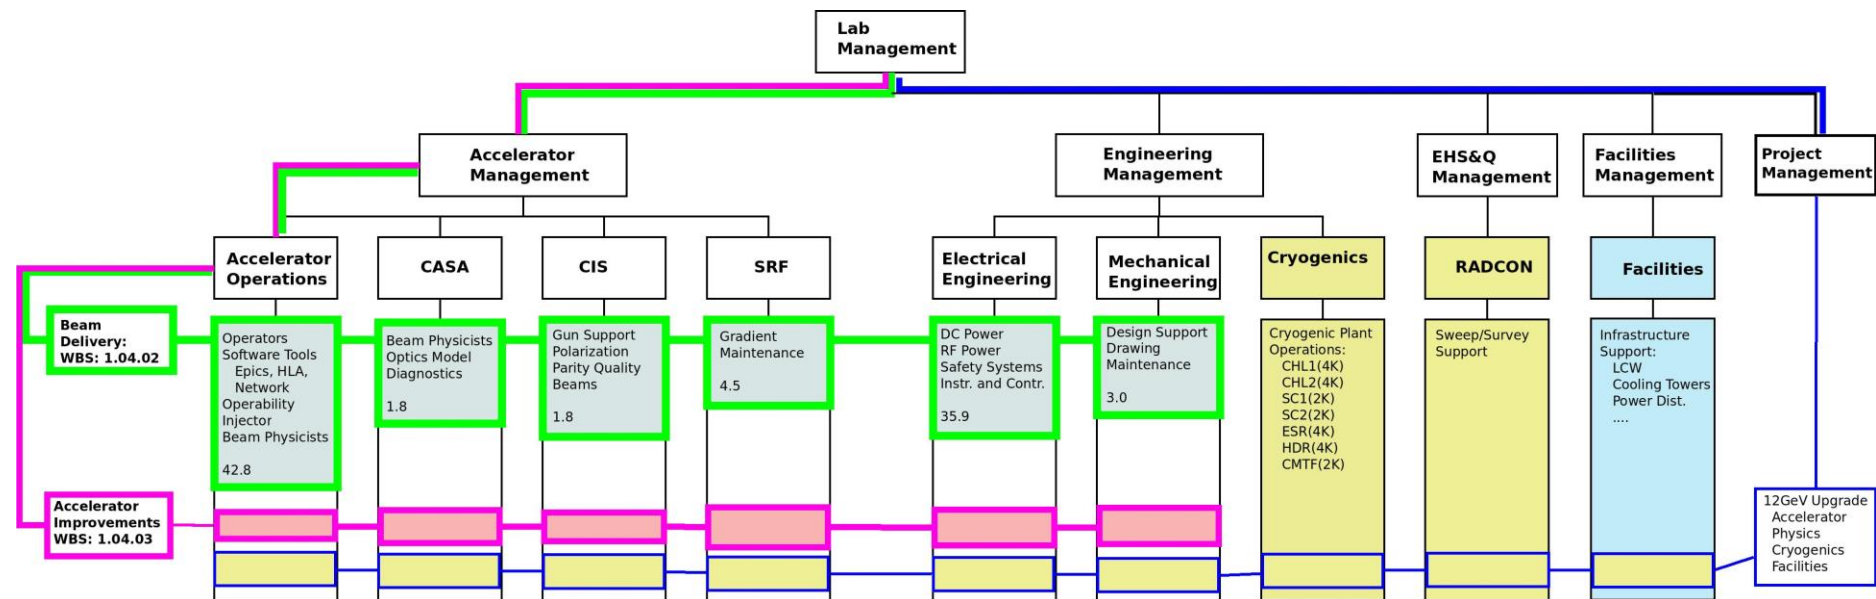 Lab
Management
Accelerator
Management
Engineering
Management
EHS&Q
Management
Facilities
Management
Project
Management
Accelerator
Operations
CASA
CIS
SRF
Electrical
Engineering
Mechanical
Engineering
Cryogenics
RADCON
Facilities
Beam
Delivery:
WBS: 1.04.02
Operators
Software Tools
Epics, HLA,
Network
Operability
Injector
Beam Physicists
42.8
Beam Physicists
Optics Model
Diagnostics
1.8
Gun Support
Polarization
Parity Quality
Beams
1.8
Gradient
Maintenance
4.5
DC Power
RF Power
Safety Systems
Instr. and Contr.
35.9
Design Support
Drawing
Maintenance
3.0
Cryogenic Plant
Operations:
CHL1(4K)
CHL2(4K)
SC1(2K)
SC2(2K)
ESR(4K)
HDR(4K)
CMTF(2K)
Sweep/Survey
Support
Infrastructure
Support:
LCW
Cooling Towers
Power Dist.
....
Accelerator
Improvements
WBS: 1.04.03
12GeV Upgrade
Accelerator
Physics
Cryogenics
Facilities